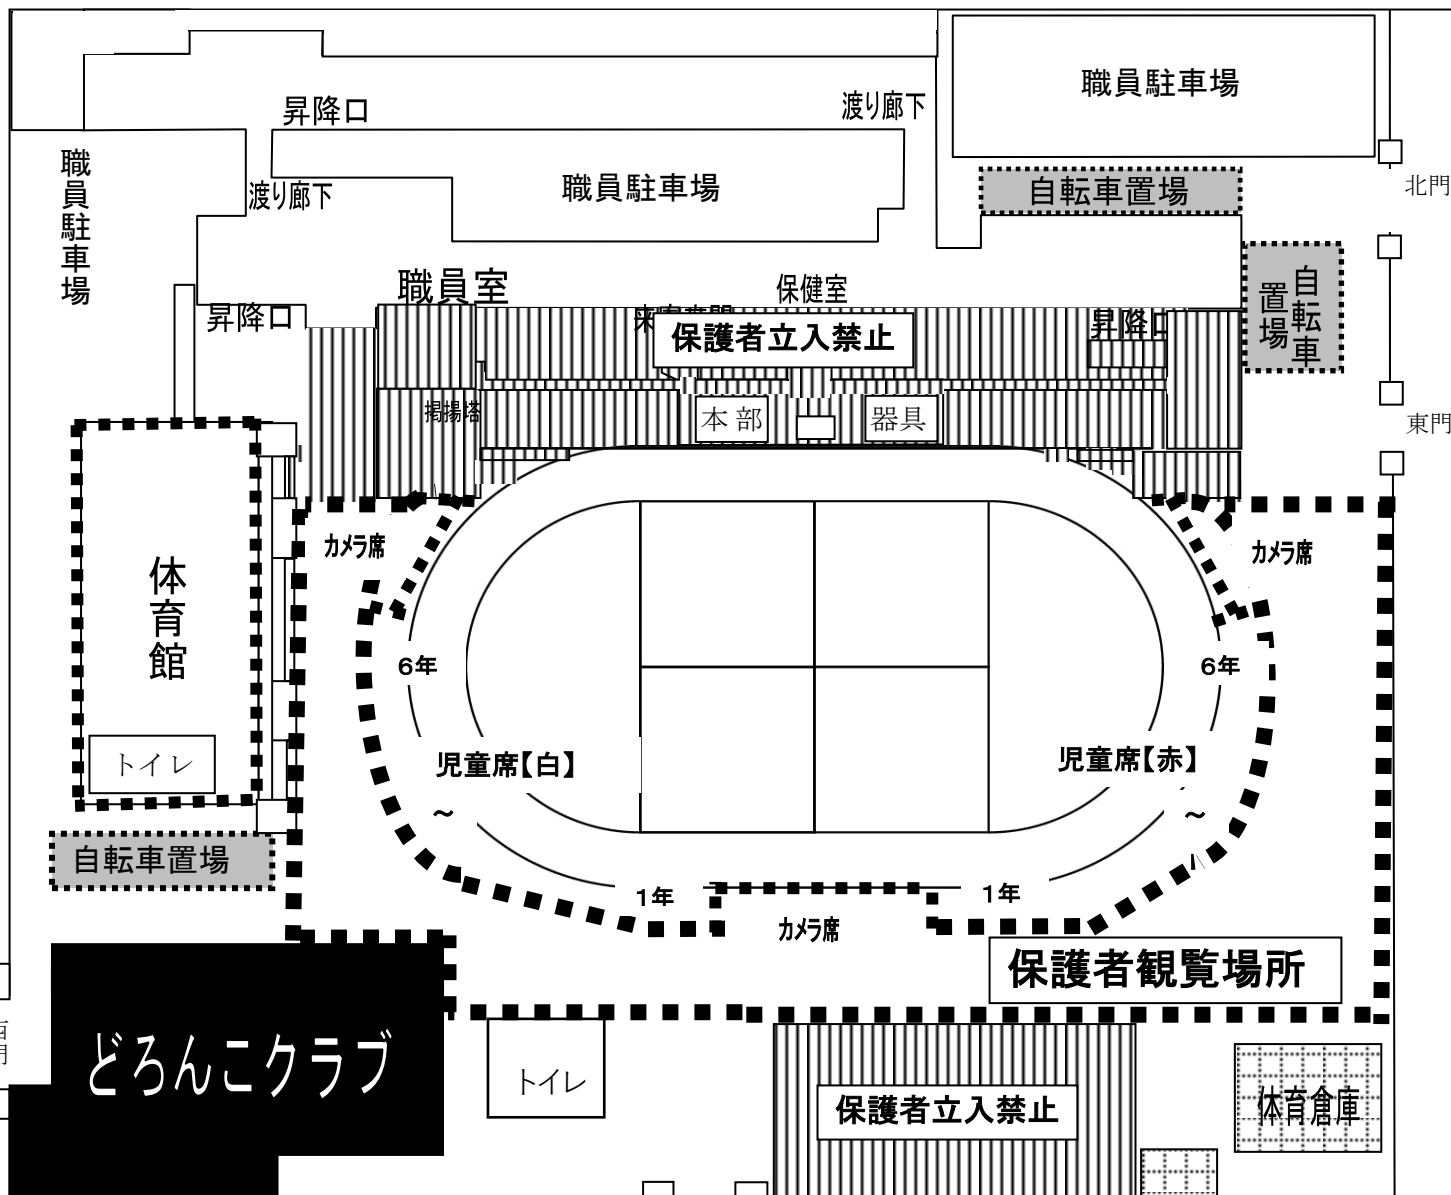 職員駐車場
昇降口
渡り廊下
職員駐車場
渡り廊下
職員駐車場
自転車置場
北門
職員室
保健室
自転車
置場
昇降口
保護者立入禁止
昇降口
東門
掲揚塔
本部
器具
カメラ席
カメラ席
体育館
6年
6年
トイレ
児童席【白】
児童席【赤】
～
～
自転車置場
1年
1年
カメラ席
保護者観覧場所
西門
どろんこクラブ
トイレ
保護者立入禁止
体育倉庫